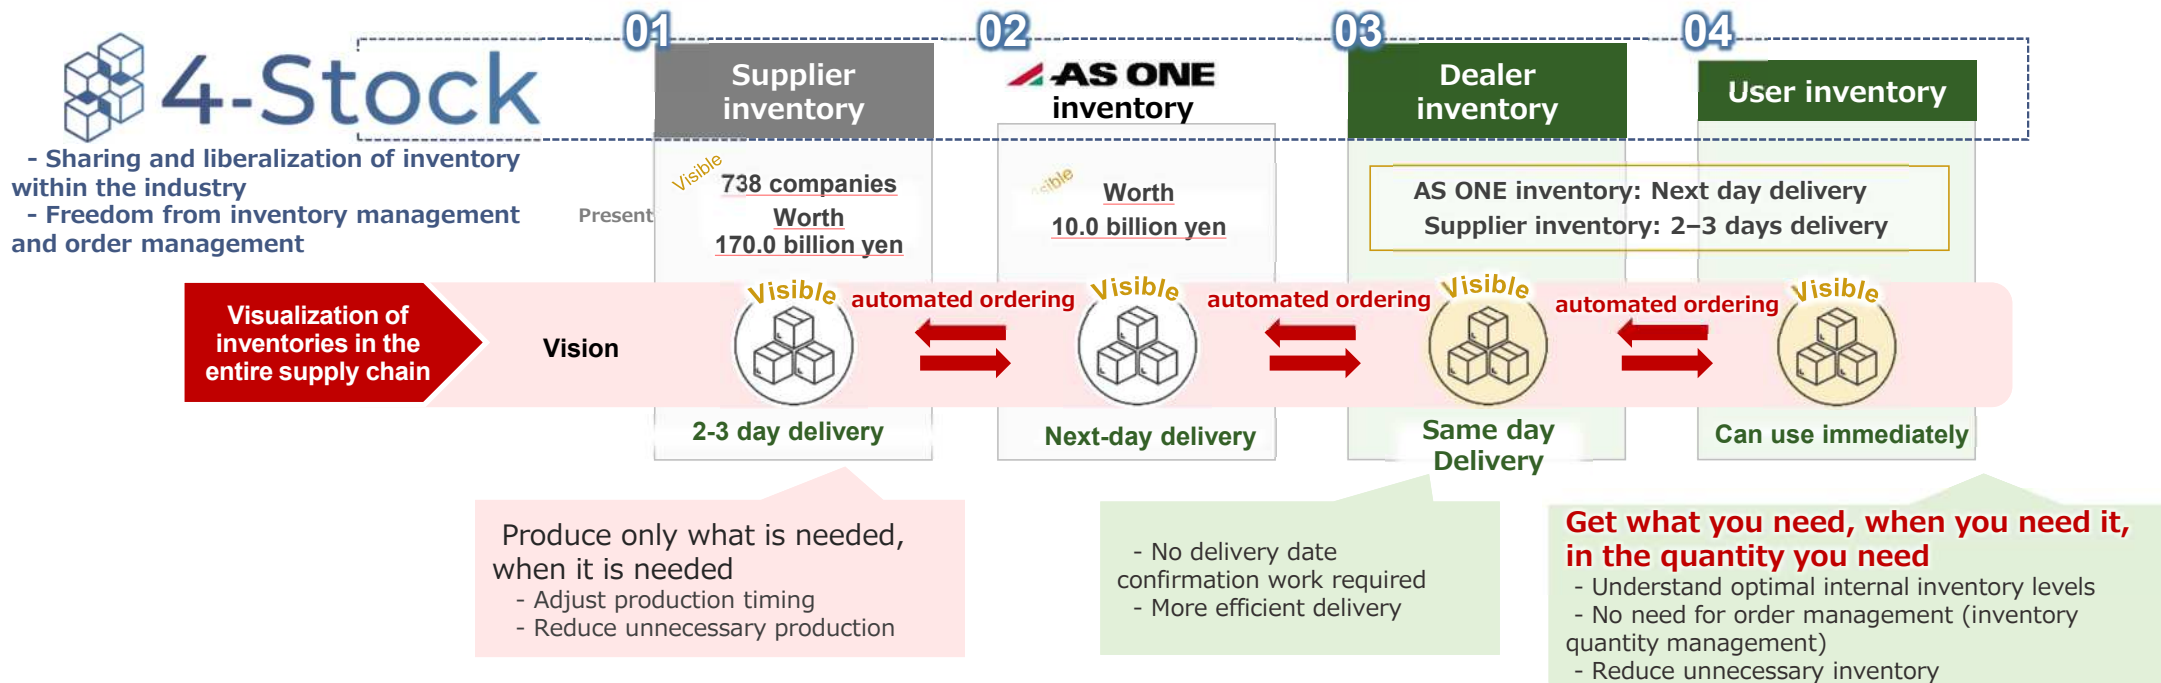 01
02
03
04
4-Stock
Supplier
inventory
AS ONE
inventory
Dealer
inventory
User inventory
- Sharing and liberalization of inventory
within the industry
- Freedom from inventory management
and order management
Present
Visible
738 companies
Worth
170.0 billion yen
Visible
Worth
10.0 billion yen
AS ONE inventory: Next day delivery
Supplier inventory: 2–3 days delivery
Visualization of
inventories in the
entire supply chain
Vision
Visible
automated ordering
Visible
automated ordering
Visible
automated ordering
Visible
2-3 day delivery
Next-day delivery
Same day
Delivery
Can use immediately
Produce only what is needed,
when it is needed
- Adjust production timing
- Reduce unnecessary production
- No delivery date
confirmation work required
- More efficient delivery
Get what you need, when you need it,
in the quantity you need
- Understand optimal internal inventory levels
- No need for order management (inventory
quantity management)
- Reduce unnecessary inventory